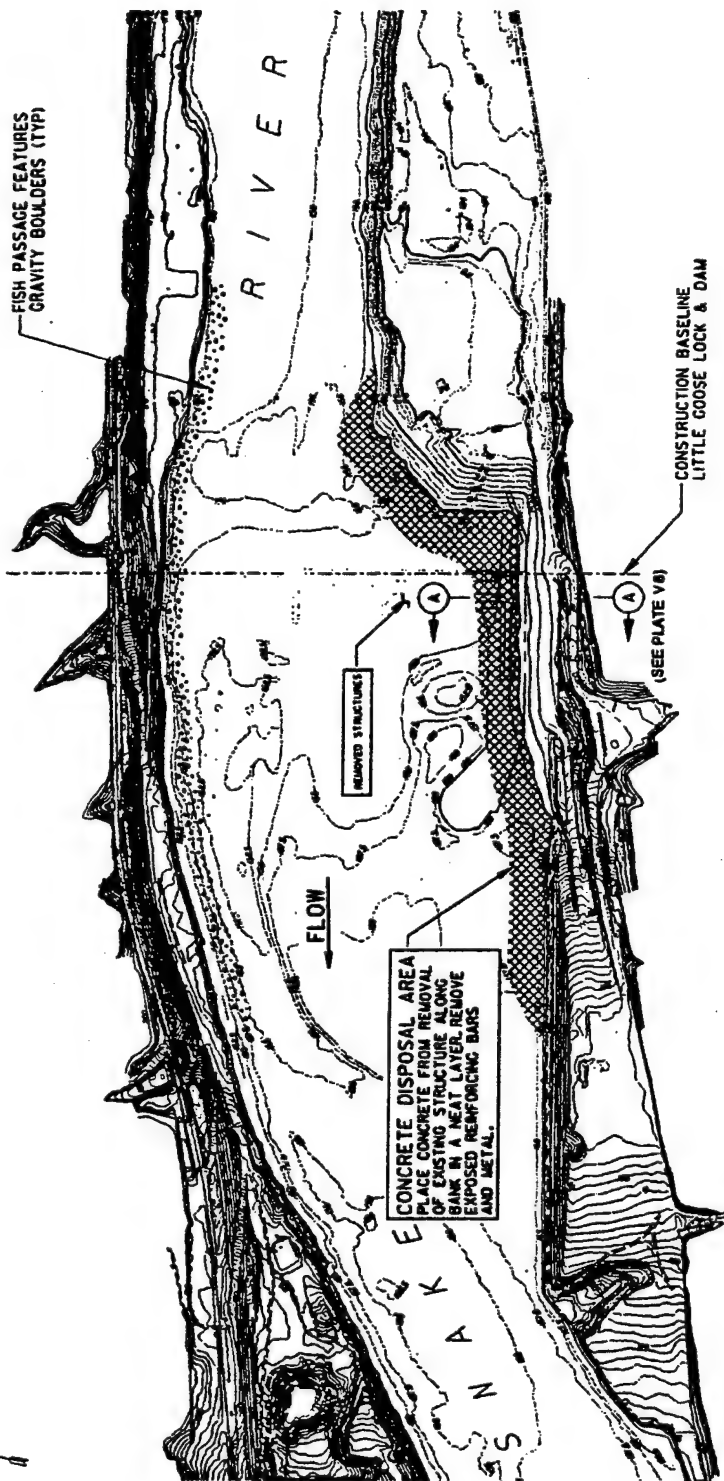 FISH PASSAGE FEATURES
GRAVITY BOULDERS (TYP)
RIVER
REMOVED STRUCTURES
A
A
(SEE PLATE V8)
CONSTRUCTION BASELINE
LITTLE GOOSE LOCK & DAM
FLOW
CONCRETE DISPOSAL AREA
PLACE CONCRETE FROM REMOVAL
OF EXISTING STRUCTURE ALONG
BANK IN A NEAT LAYER. REMOVE
EXPOSED REINFORCING BARS
AND METAL.
SNAKE